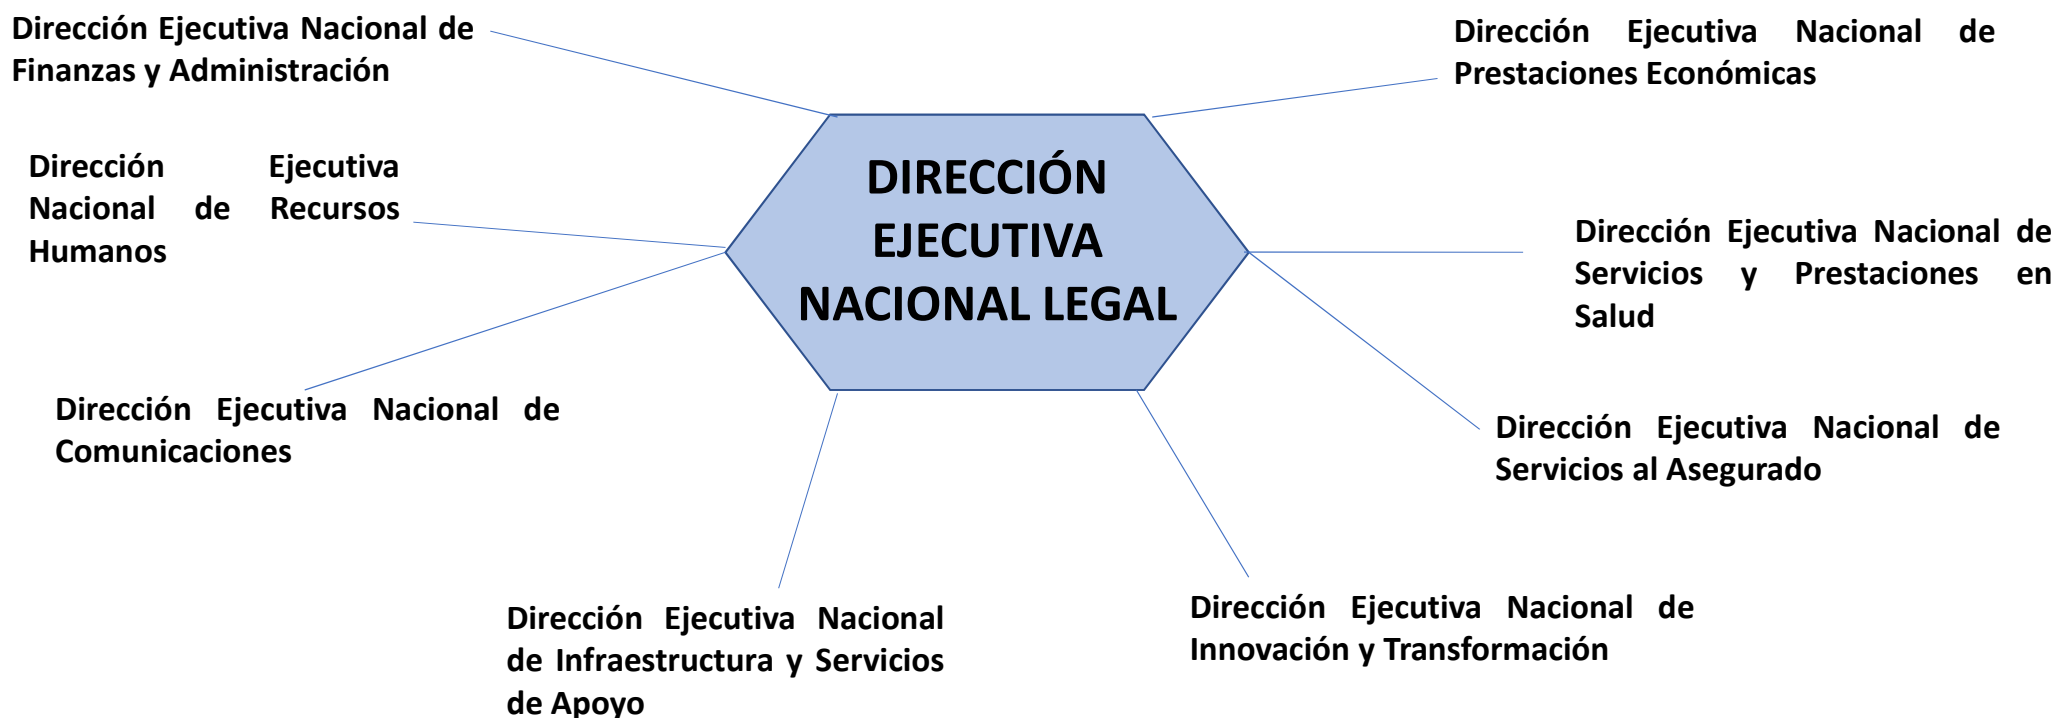 Dirección Ejecutiva Nacional de
Finanzas y Administración
Dirección Ejecutiva Nacional de
Prestaciones Económicas
Dirección Ejecutiva
Nacional de Recursos
Humanos
DIRECCIÓN
EJECUTIVA
NACIONAL LEGAL
Dirección Ejecutiva Nacional de
Servicios y Prestaciones en
Salud
Dirección Ejecutiva Nacional de
Comunicaciones
Dirección Ejecutiva Nacional de
Servicios al Asegurado
Dirección Ejecutiva Nacional
de Infraestructura y Servicios
de Apoyo
Dirección Ejecutiva Nacional de
Innovación y Transformación